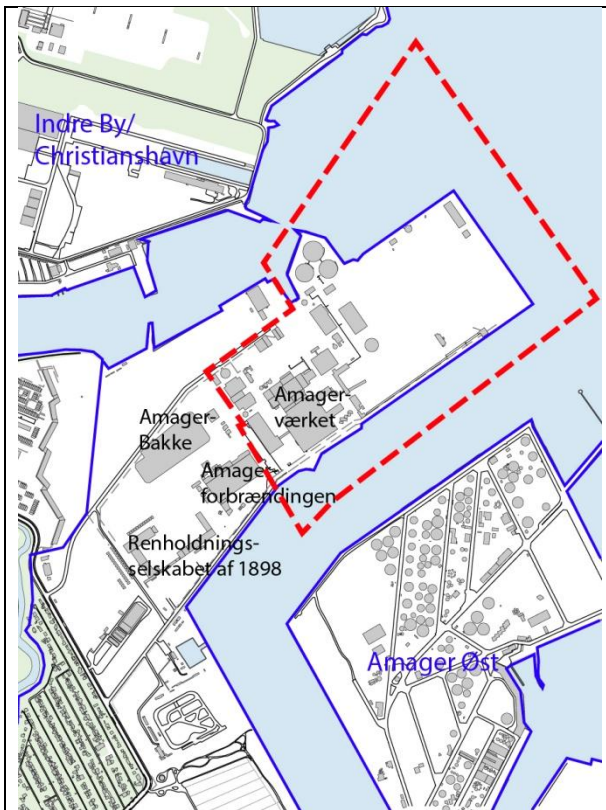 Indre By/
Christianshavn
Amager-
værket
Amager-
Bakke
Amager-
forbrændingen
Renholdnings-
selskabet af 1898
Amager Øst